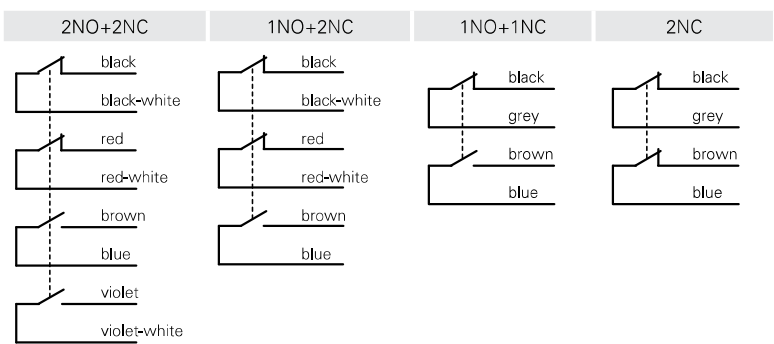 2NO+2NC
1NO+2NC
1NO+1NC
2NC
black
black-white
red
red-white
brown
blue
violet
violet-white
black
black-white
red
red-white
brown
blue
black
grey
brown
blue
black
grey
brown
blue